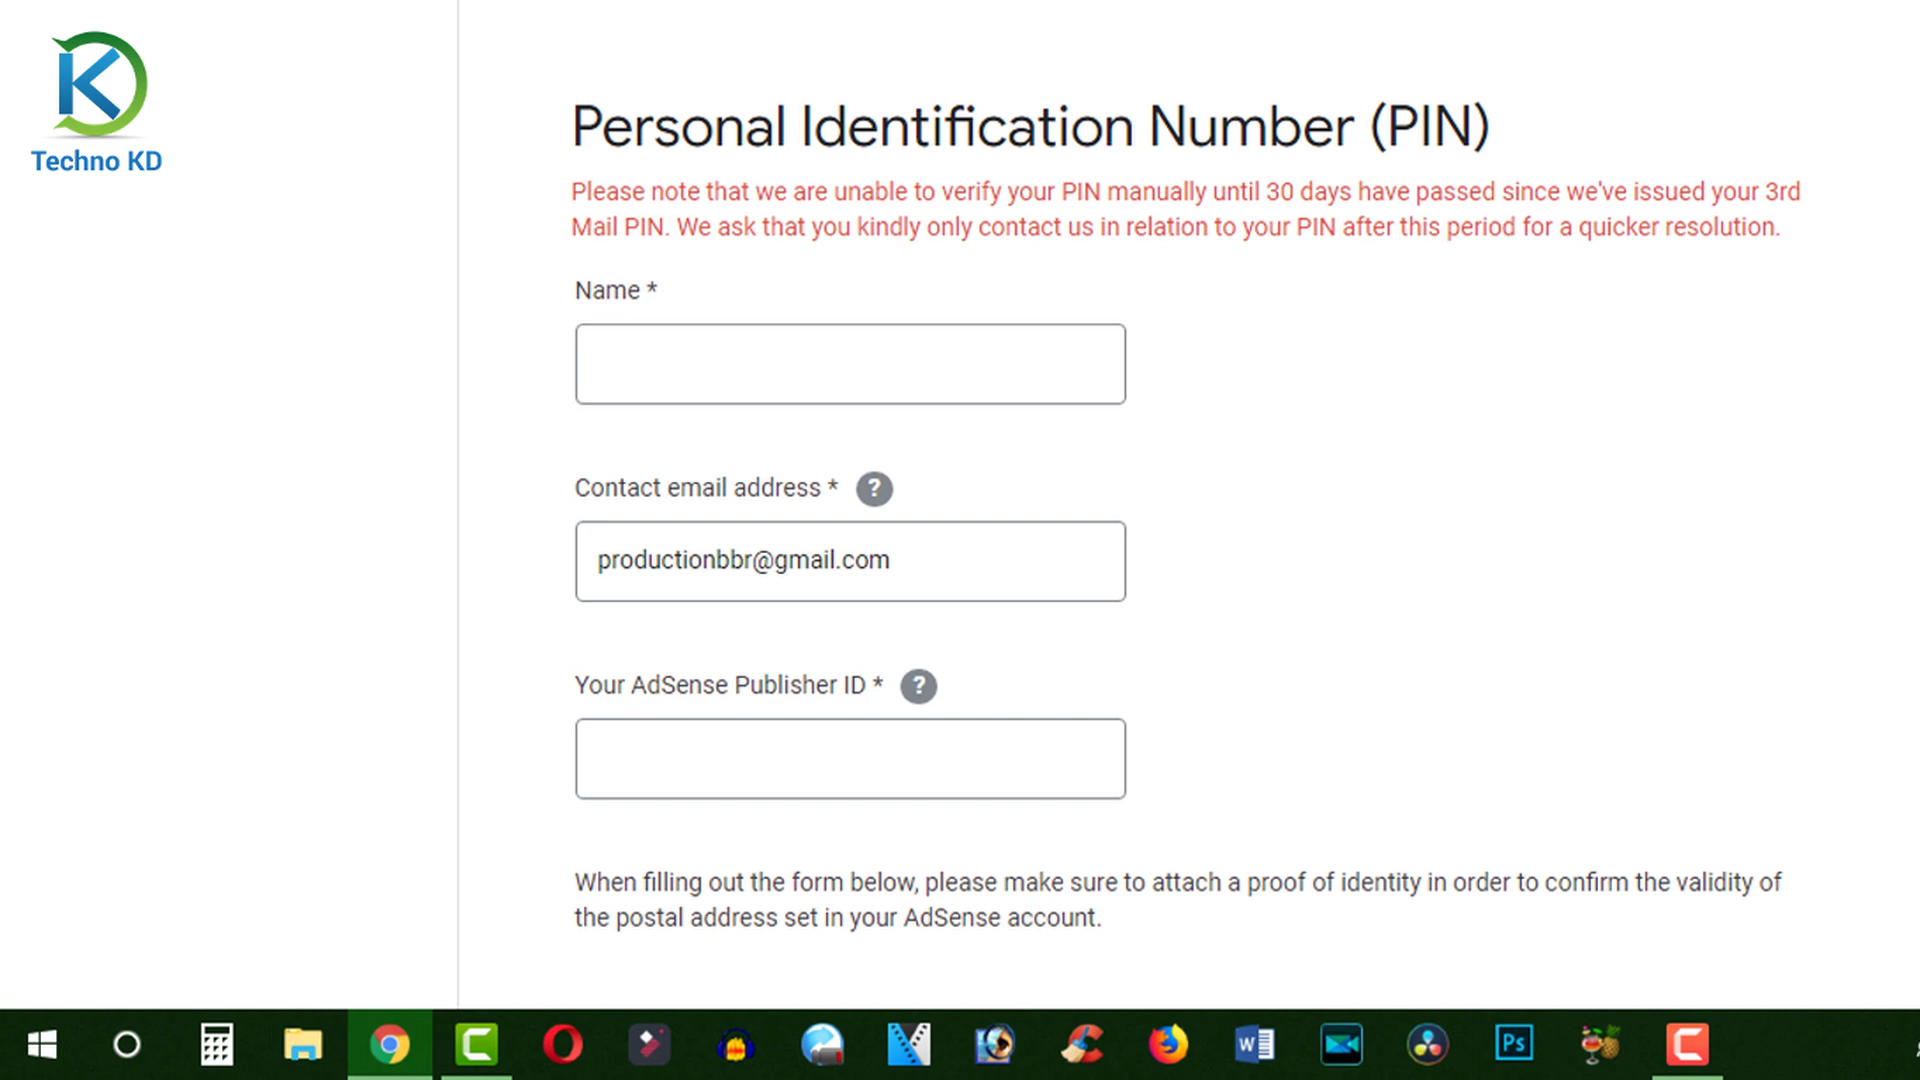 Techno KD
Personal Identification Number (PIN)
Please note that we are unable to verify your PIN manually until 30 days have passed since we've issued your 3rd
Mail PIN. We ask that you kindly only contact us in relation to your PIN after this period for a quicker resolution.
Name *
Contact email address * ?
productionbbr@gmail.com
Your AdSense Publisher ID * ?
When filling out the form below, please make sure to attach a proof of identity in order to confirm the validity of
the postal address set in your AdSense account.